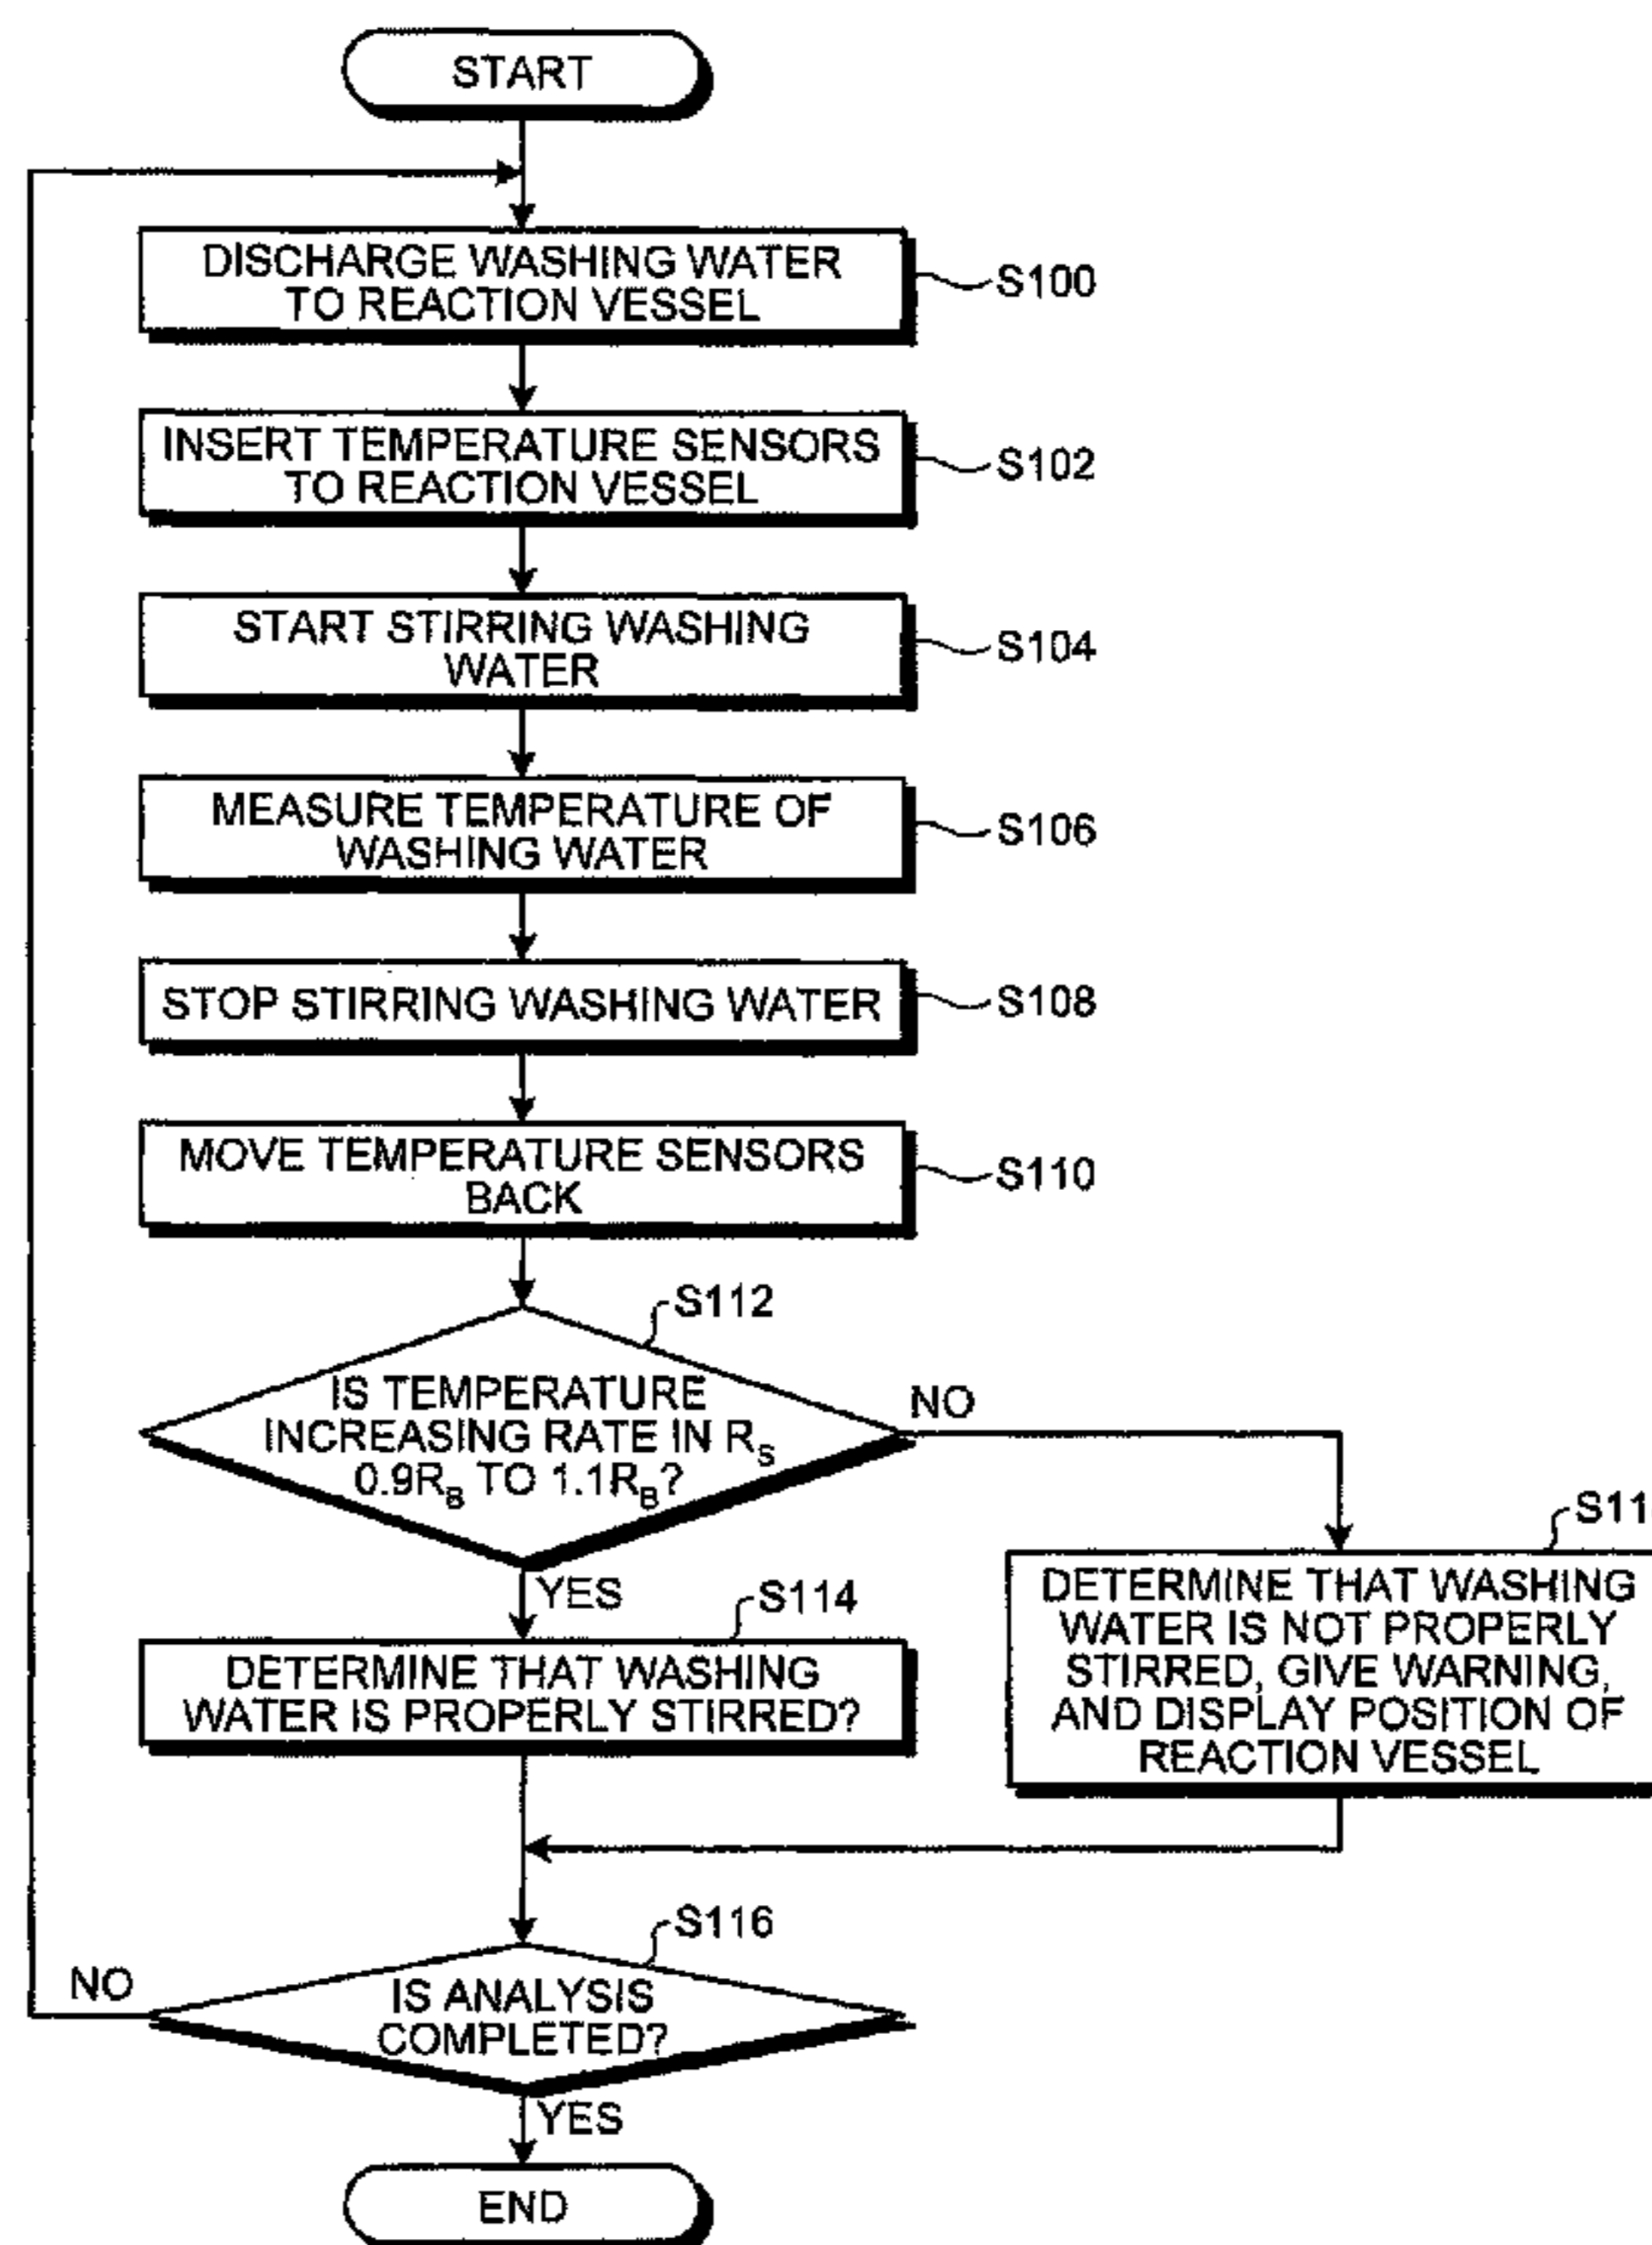 START
DISCHARGE WASHING WATER
TO REACTION VESSEL
S100
INSERT TEMPERATURE SENSORS
TO REACTION VESSEL
S102
START STIRRING WASHING
WATER
S104
MEASURE TEMPERATURE OF
WASHING WATER
S106
STOP STIRRING WASHING WATER
S108
MOVE TEMPERATURE SENSORS
BACK
S110
S112
IS TEMPERATURE
INCREASING RATE IN RS
0.9RB TO 1.1RB?
NO
YES
S114
DETERMINE THAT WASHING
WATER IS PROPERLY STIRRED?
DETERMINE THAT WASHING
WATER IS NOT PROPERLY
STIRRED, GIVE WARNING,
AND DISPLAY POSITION OF
REACTION VESSEL
S116
IS ANALYSIS
COMPLETED?
NO
YES
END